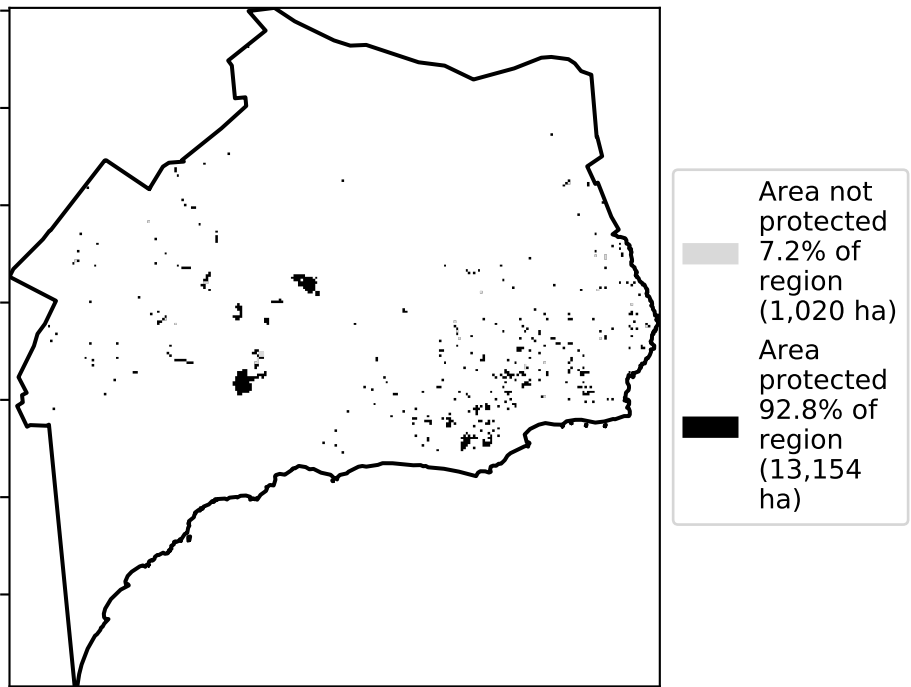 Area not
protected
7.2% of
region
(1,020 ha)
Area
protected
92.8% of
region
(13,154
ha)